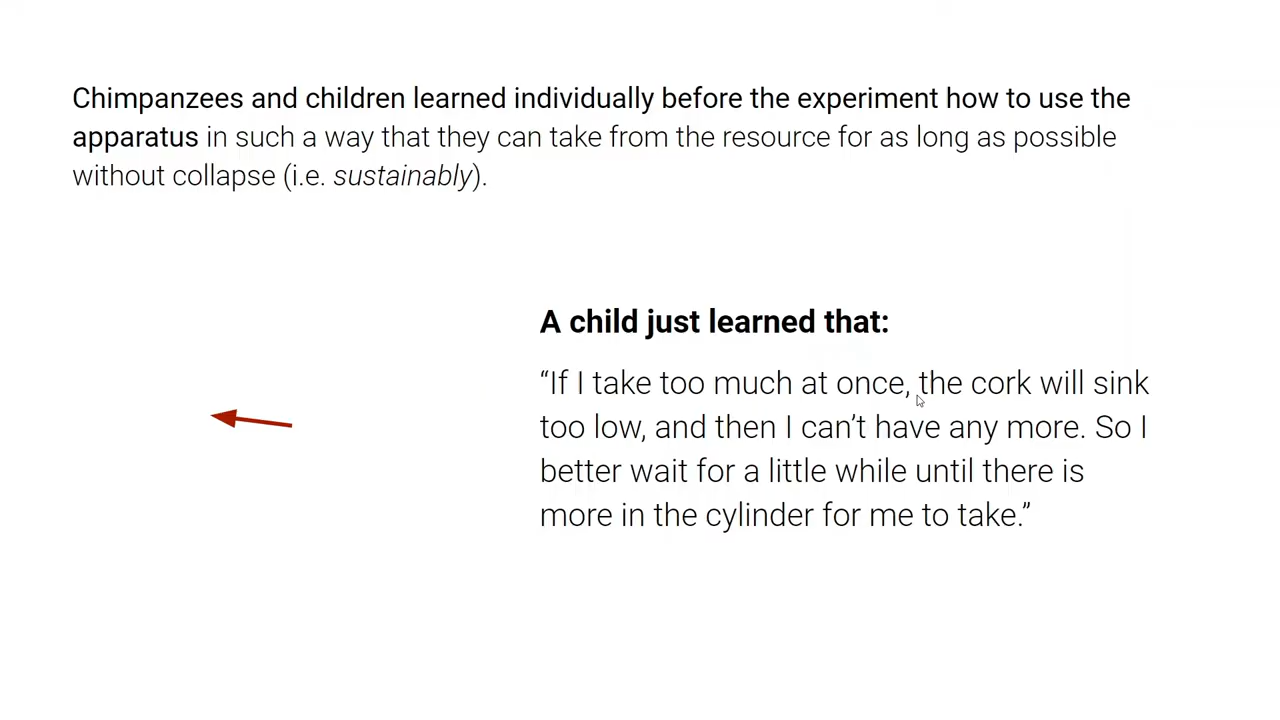 Chimpanzees and children learned individually before the experiment how to use the
apparatus in such a way that they can take from the resource for as long as possible
without collapse (i.e. sustainably).
A child just learned that:
“If I take too much at once, the cork will sink
too low, and then I can’t have any more. So I
better wait for a little while until there is
more in the cylinder for me to take.”